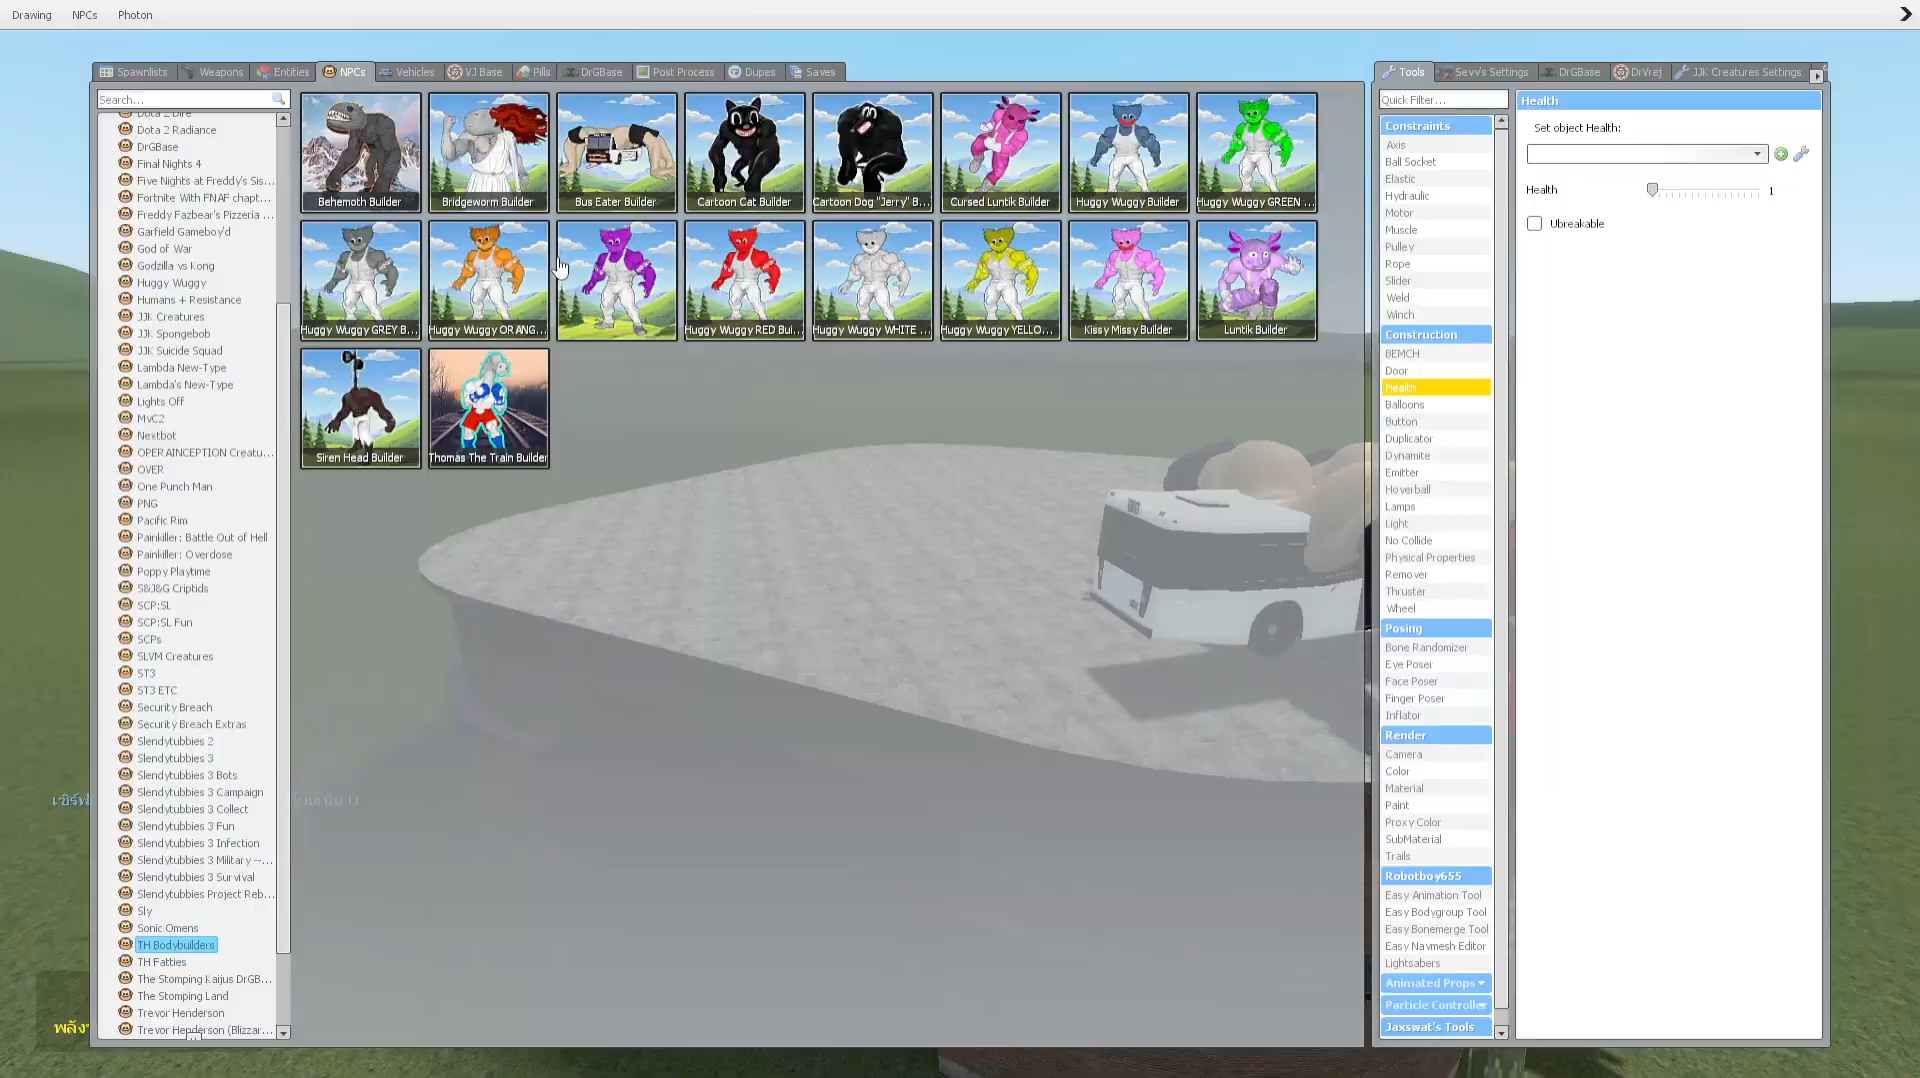 Drawing NPCs Photon
Spawnlists Weapons Entities NPCs Vehicles VJ Base Pills DrGBase Post Process Dupes Saves
Search...
Dota 2 Dire
Dota 2 Radiance
DrGBase
Final Nights 4
Five Nights at Freddy's Sis...
Fortnite With FNAF chapt...
Freddy Fazbear's Pizzeria ...
Garfield Gameboy'd
God of War
Godzilla vs Kong
Huggy Wuggy
Humans + Resistance
JJK Creatures
JJK Spongebob
JJK Suicide Squad
Lambda New-Type
Lambda's New-Type
Lights Off
MvC2
Nextbot
OPERAINCEPTION Creatu...
OVER
One Punch Man
PNG
Pacific Rim
Painkiller: Battle Out of Hell
Painkiller: Overdose
Poppy Playtime
S&J&G Criptids
SCP:SL
SCP:SL Fun
SCPs
SLVM Creatures
ST3
ST3 ETC
Security Breach
Security Breach Extras
Slendytubbies 2
Slendytubbies 3
Slendytubbies 3 Bots
Slendytubbies 3 Campaign
Slendytubbies 3 Collect
Slendytubbies 3 Fun
Slendytubbies 3 Infection
Slendytubbies 3 Military --...
Slendytubbies 3 Survival
Slendytubbies Project Reb...
Sly
Sonic Omens
TH Bodybuilders
TH Fatties
The Stomping Kaijus DrGB...
The Stomping Land
Trevor Henderson
Trevor Henderson (Blizzar...
Behemoth Builder Bridgeworm Builder Bus Eater Builder Cartoon Cat Builder Cartoon Dog "Jerry" B... Cursed Luntik Builder Huggy Wuggy Builder Huggy Wuggy GREEN ...
Huggy Wuggy GREY B... Huggy Wuggy ORANG... Huggy Wuggy RED Bui... Huggy Wuggy WHITE ... Huggy Wuggy YELLO... Kissy Missy Builder Luntik Builder
Siren Head Builder Thomas The Train Builder
Tools Sevv's Settings DrGBase DrVrej JJK Creatures Settings
Quick Filter...
Constraints
Axis
Ball Socket
Elastic
Hydraulic
Motor
Muscle
Pulley
Rope
Slider
Weld
Winch
Construction
BEMCH
Door
Health
Balloons
Button
Duplicator
Dynamite
Emitter
Hoverball
Lamps
Light
No Collide
Physical Properties
Remover
Thruster
Wheel
Posing
Bone Randomizer
Eye Poser
Face Poser
Finger Poser
Inflator
Render
Camera
Color
Material
Paint
Proxy Color
SubMaterial
Trails
Robotboy655
Easy Animation Tool
Easy Bodygroup Tool
Easy Bonemerge Tool
Easy Navmesh Editor
Lightsabers
Animated Props
Particle Controlle
Jaxswat's Tools
Health
Set object Health:
Health 1
Ubreakable
เซิร์ฟ
พลัง